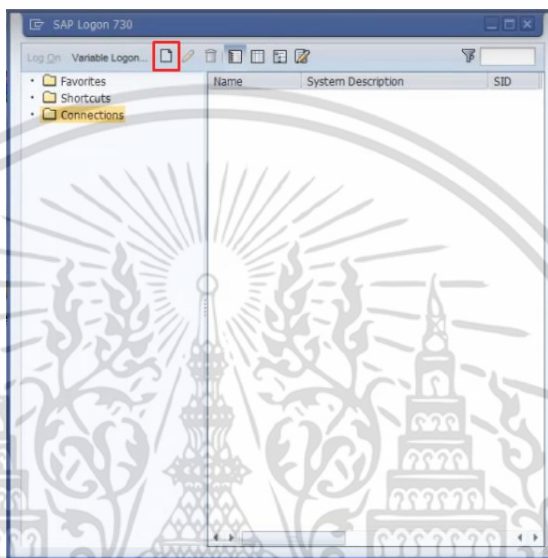 SAP Logon 730
Log On Variable Logon...
Favorites
Shortcuts
Connections
Name System Description SID